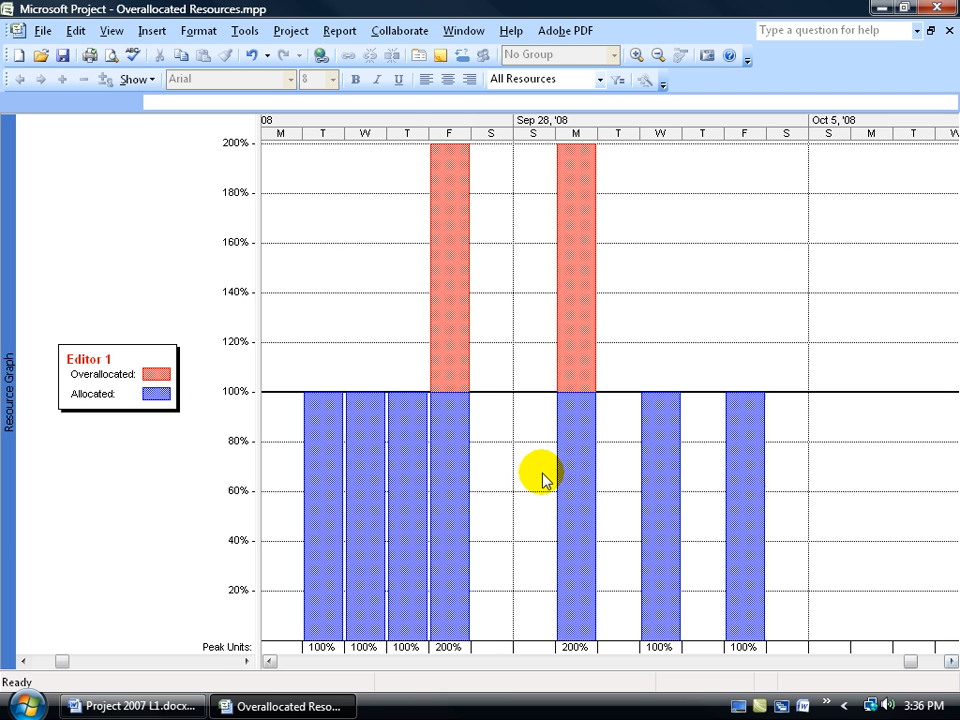 Microsoft Project - Overallocated Resources.mpp
File Edit View Insert Format Tools Project Report Collaborate Window Help Adobe PDF
Type a question for help
No Group
Show Arial 8 B I U All Resources
08 Sep 28, '08 Oct 5, '08
M T W T F S S M T W T F S S M T W
200% -
180% -
160% -
140% -
120% -
100% -
80% -
60% -
40% -
20% -
Editor 1
Overallocated:
Allocated:
Resource Graph
Peak Units: 100% 100% 100% 200% 200% 100% 100%
Ready
Project 2007 L1.docx... Overallocated Reso... 3:36 PM